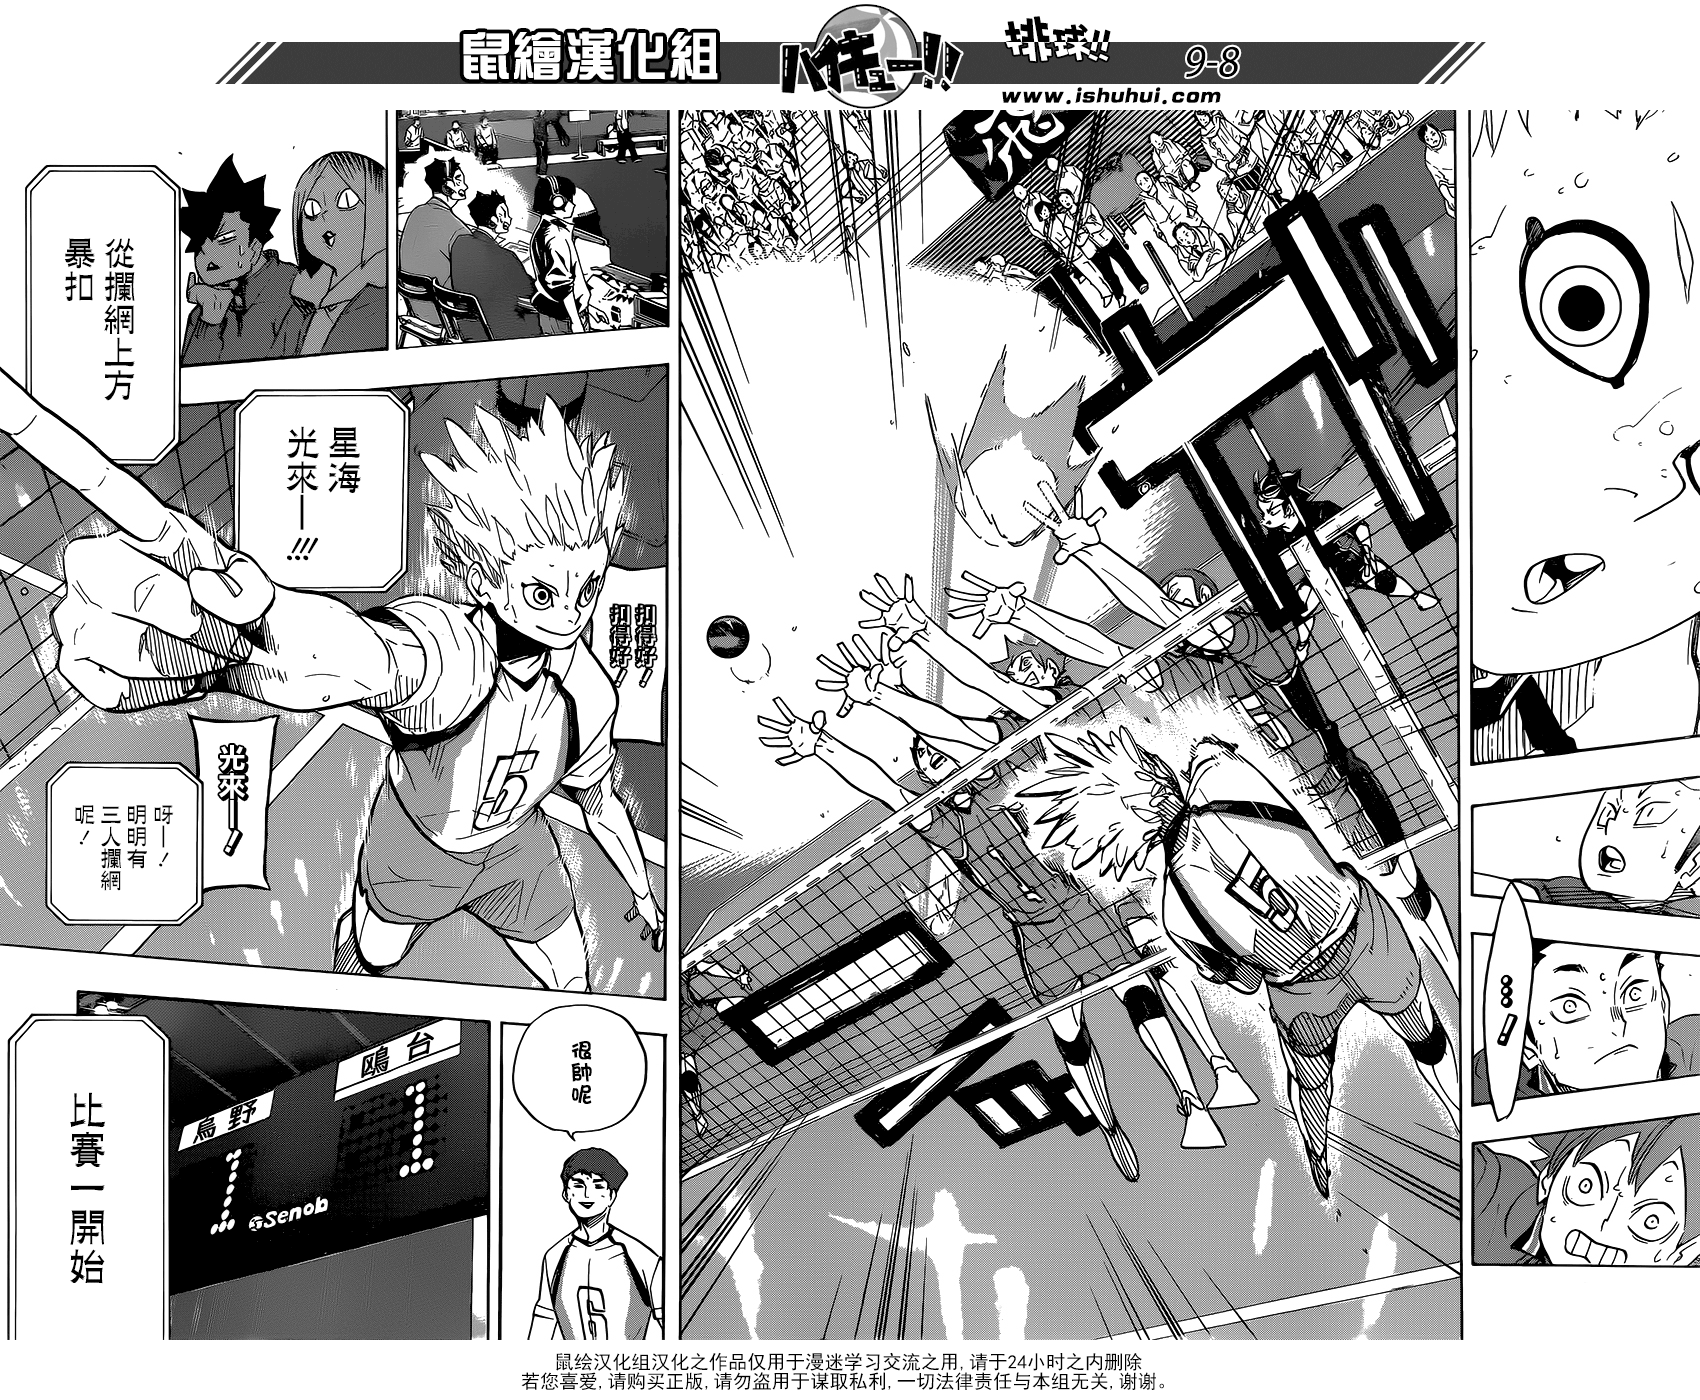 鼠繪漢化組
ハイキュー!!
排球!!
9-8
www.ishuhui.com
…!
從攔網上方
暴扣
星海
光來—!!!
扣得好!
扣得好!
光來—!
呀—!
明明有
三人攔網
呢!
5
5
很帥呢
6
鷗台
烏野
1
1
Senoh
比賽一開始
鼠绘汉化组汉化之作品仅用于漫迷学习交流之用,请于24小时之内删除
若您喜爱,请购买正版,请勿盗用于谋取私利,一切法律责任与本组无关,谢谢。